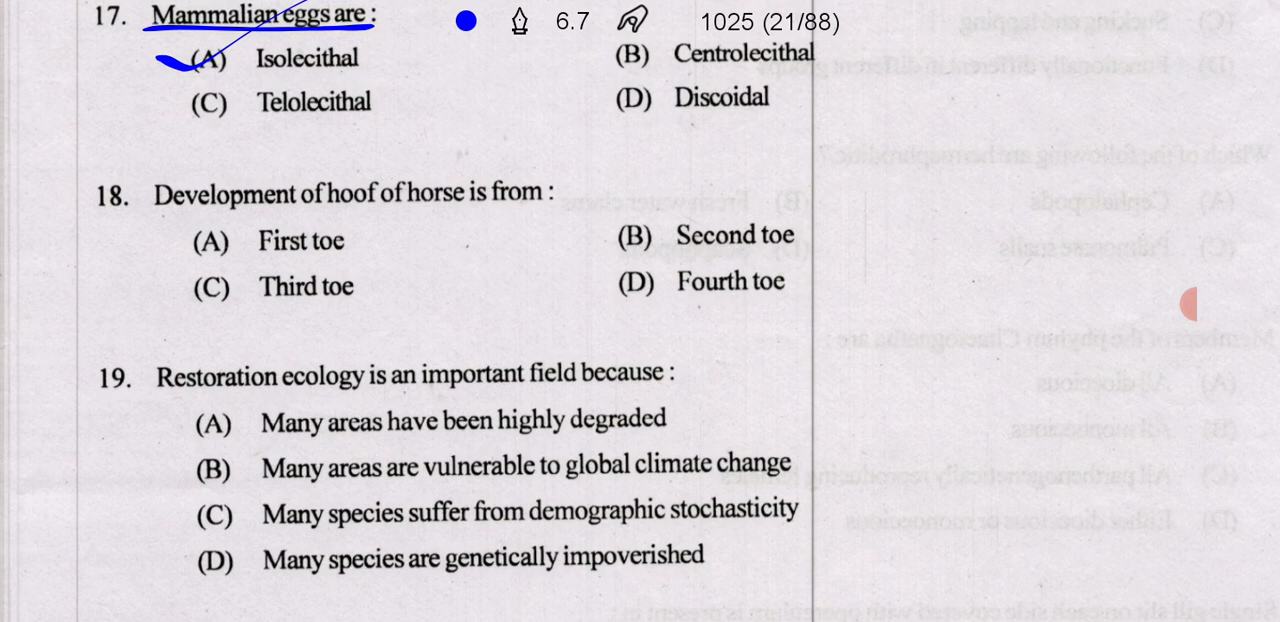 17. Mammalian eggs are :
6.7 1025 (21/88)
(A) Isolecithal (B) Centrolecithal
(C) Telolecithal (D) Discoidal
18. Development of hoof of horse is from :
(A) First toe (B) Second toe
(C) Third toe (D) Fourth toe
19. Restoration ecology is an important field because :
(A) Many areas have been highly degraded
(B) Many areas are vulnerable to global climate change
(C) Many species suffer from demographic stochasticity
(D) Many species are genetically impoverished